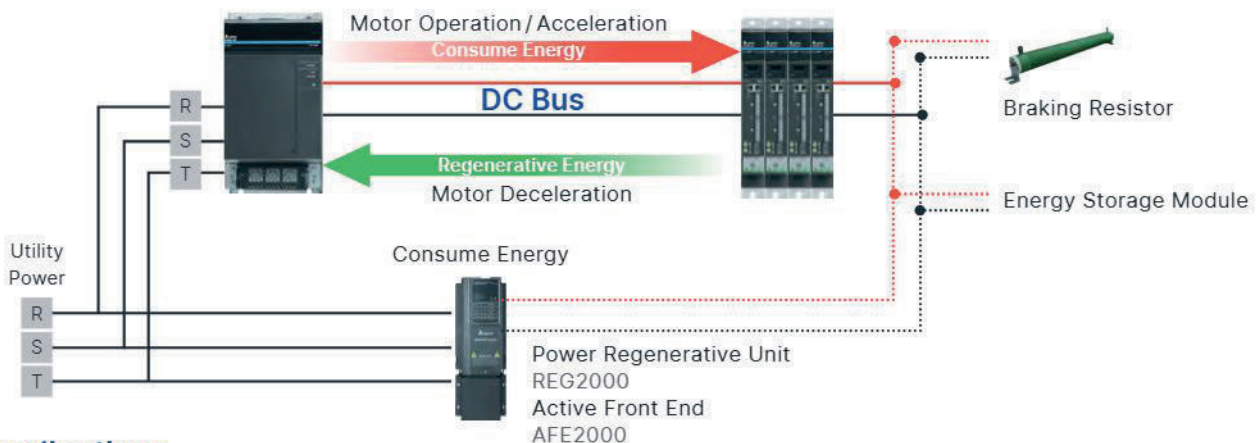 Motor Operation/Acceleration
Consume Energy
DC Bus
Regenerative Energy
Motor Deceleration
R
S
T
Braking Resistor
Energy Storage Module
Utility
Power
R
S
T
Consume Energy
Power Regenerative Unit
REG2000
Active Front End
AFE2000